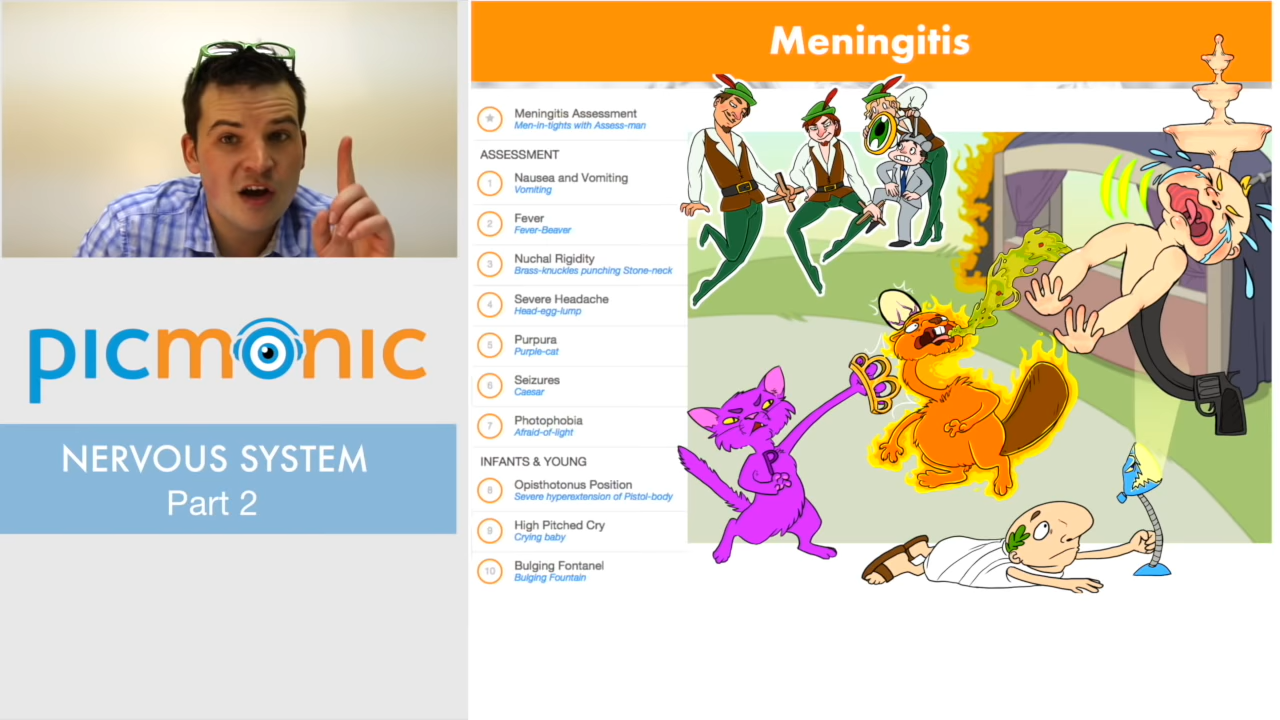 Meningitis
Meningitis Assessment
Men-in-tights with Assess-man
ASSESSMENT
1
Nausea and Vomiting
Vomiting
2
Fever
Fever-Beaver
3
Nuchal Rigidity
Brass-knuckles punching Stone-neck
4
Severe Headache
Head-egg-lump
5
Purpura
Purple-cat
6
Seizures
Caesar
7
Photophobia
Afraid-of-light
INFANTS & YOUNG
8
Opisthotonus Position
Severe hyperextension of Pistol-body
9
High Pitched Cry
Crying baby
10
Bulging Fontanel
Bulging Fountain
P
picmonic
NERVOUS SYSTEM
Part 2